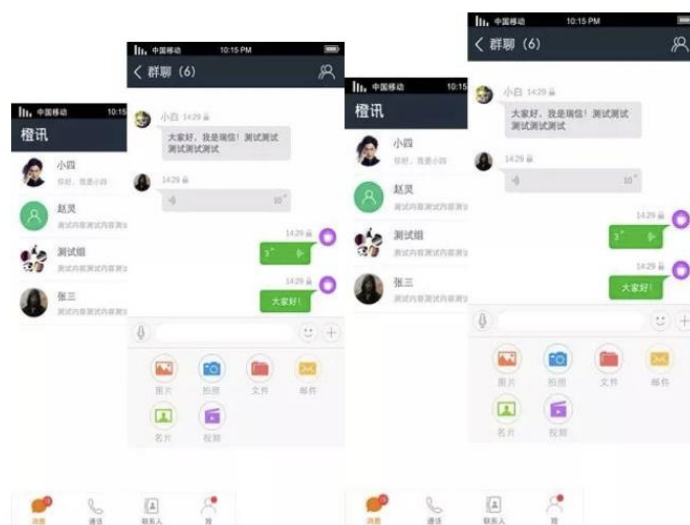 中国移动 10:15
橙讯
小四
你好，我是小四
赵灵
测试内容测试内容测试
测试组
测试内容测试内容测试
张三
测试内容测试内容测试
消息 通话 联系人 我
中国移动 10:15 PM
群聊（6）
小白 14:29
大家好，我是瑞信！测试测试
测试测试测试
14:29
10"
14:29
3"
14:29
大家好！
图片 拍照 文件 邮件
名片 视频
中国移动 10:15
橙讯
小四
你好，我是小四
赵灵
测试内容测试内容测试
测试组
测试内容测试内容测试
张三
测试内容测试内容测试
消息 通话 联系人 我
中国移动 10:15 PM
群聊（6）
小白 14:29
大家好，我是瑞信！测试测试
测试测试测试
14:29
10"
14:29
3"
14:29
大家好！
图片 拍照 文件 邮件
名片 视频